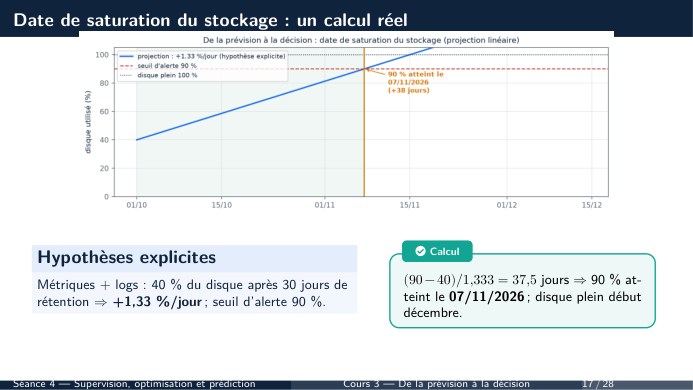 Date de saturation du stockage : un calcul réel
De la prévision à la décision : date de saturation du stockage (projection linéaire)
projection : +1.33 %/jour (hypothèse explicite)
seuil d'alerte 90 %
disque plein 100 %
90 % atteint le
07/11/2026
(+38 jours)
disque utilisé (%)
100
80
60
40
20
0
01/10 15/10 01/11 15/11 01/12 15/12
Hypothèses explicites
Métriques + logs : 40 % du disque après 30 jours de
rétention ⇒ +1,33 %/jour ; seuil d'alerte 90 %.
Calcul
(90−40)/1,333 = 37,5 jours ⇒ 90 % at-
teint le 07/11/2026 ; disque plein début
décembre.
Séance 4 — Supervision, optimisation et prédiction Cours 3 — De la prévision à la décision 17 / 28